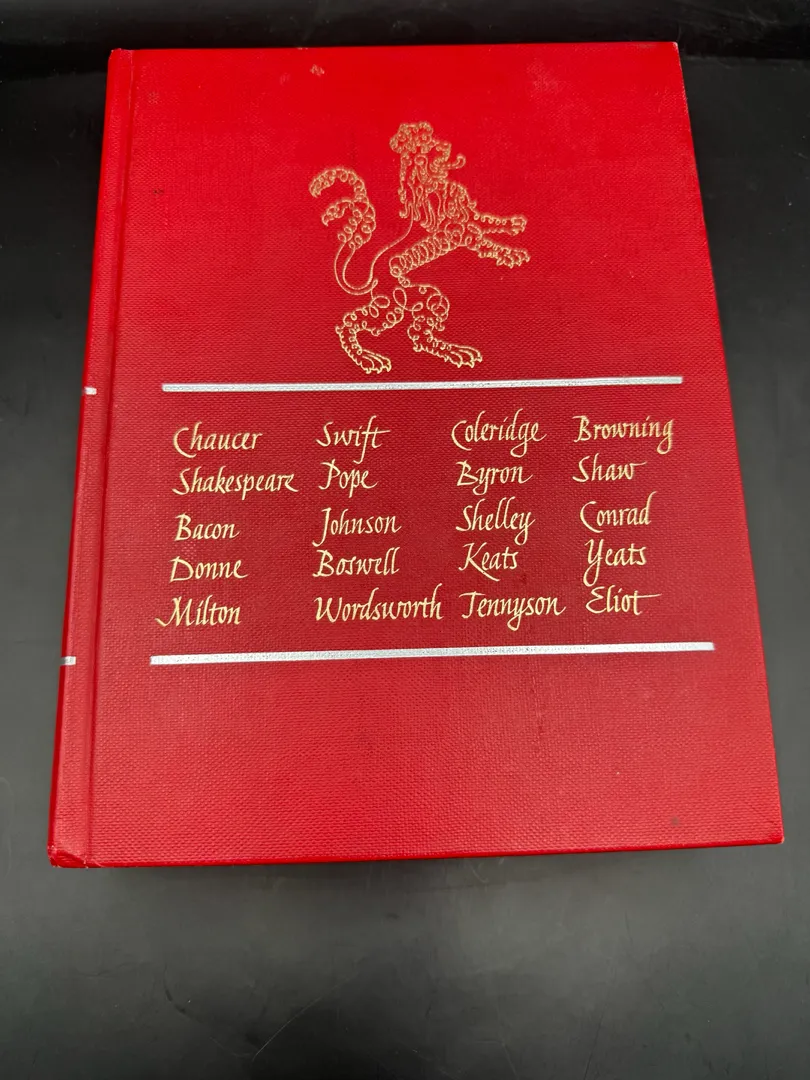 Chaucer Swift Coleridge Browning
Shakespeare Pope Byron Shaw
Bacon Johnson Shelley Conrad
Donne Boswell Keats Yeats
Milton Wordsworth Tennyson Eliot